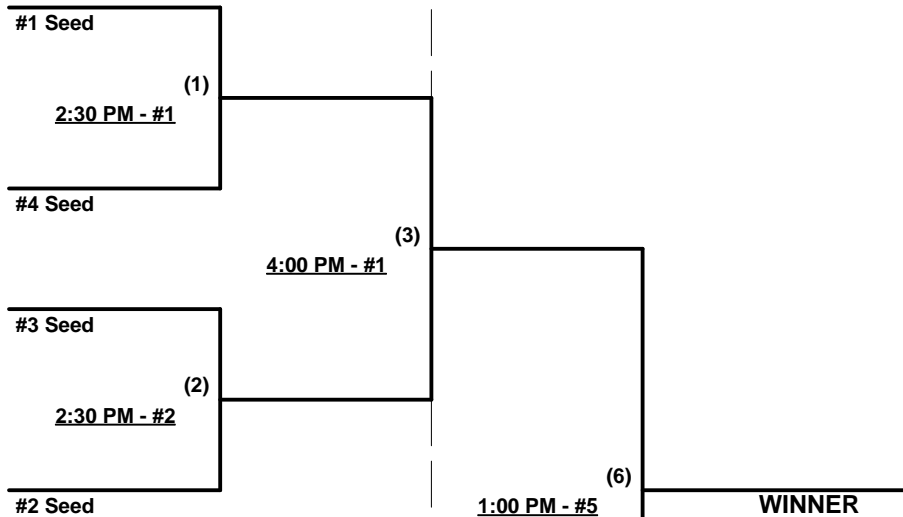 #1 Seed
(1)
2:30 PM - #1
#4 Seed
(3)
4:00 PM - #1
#3 Seed
(2)
2:30 PM - #2
#2 Seed
(6)
1:00 PM - #5
WINNER